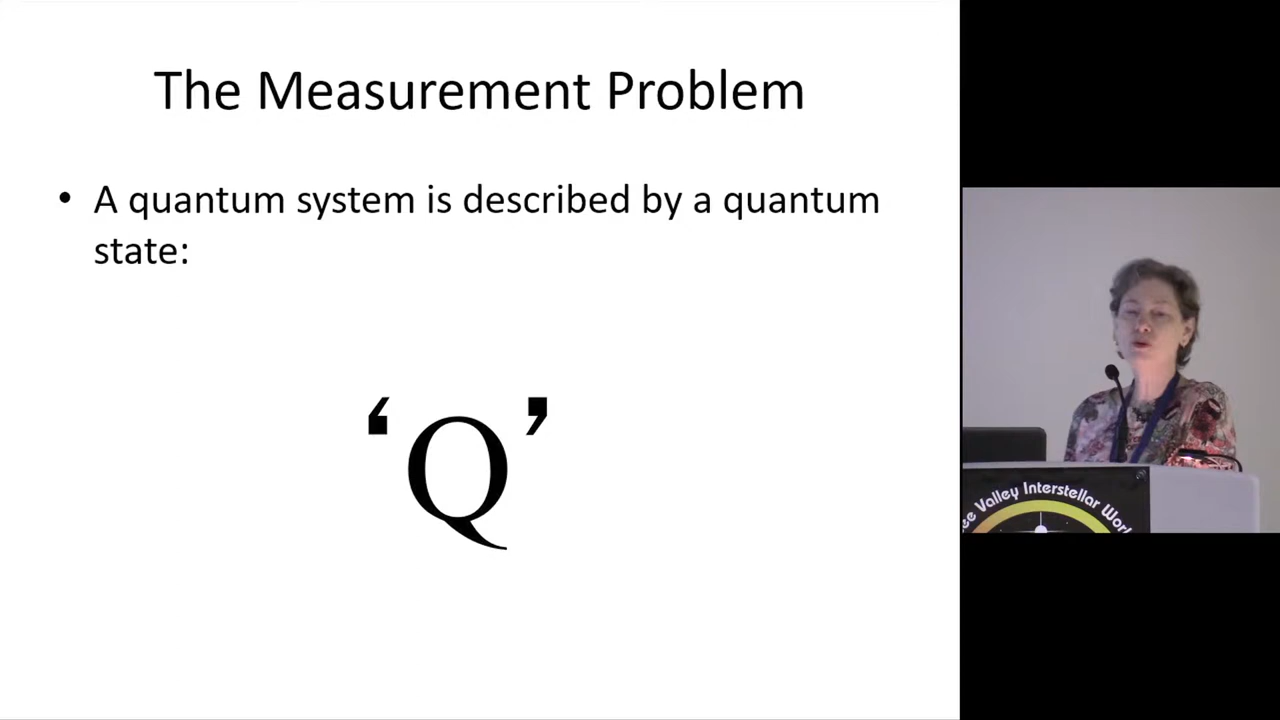 The Measurement Problem
• A quantum system is described by a quantum
state:
‘Q’
Valley Interstellar